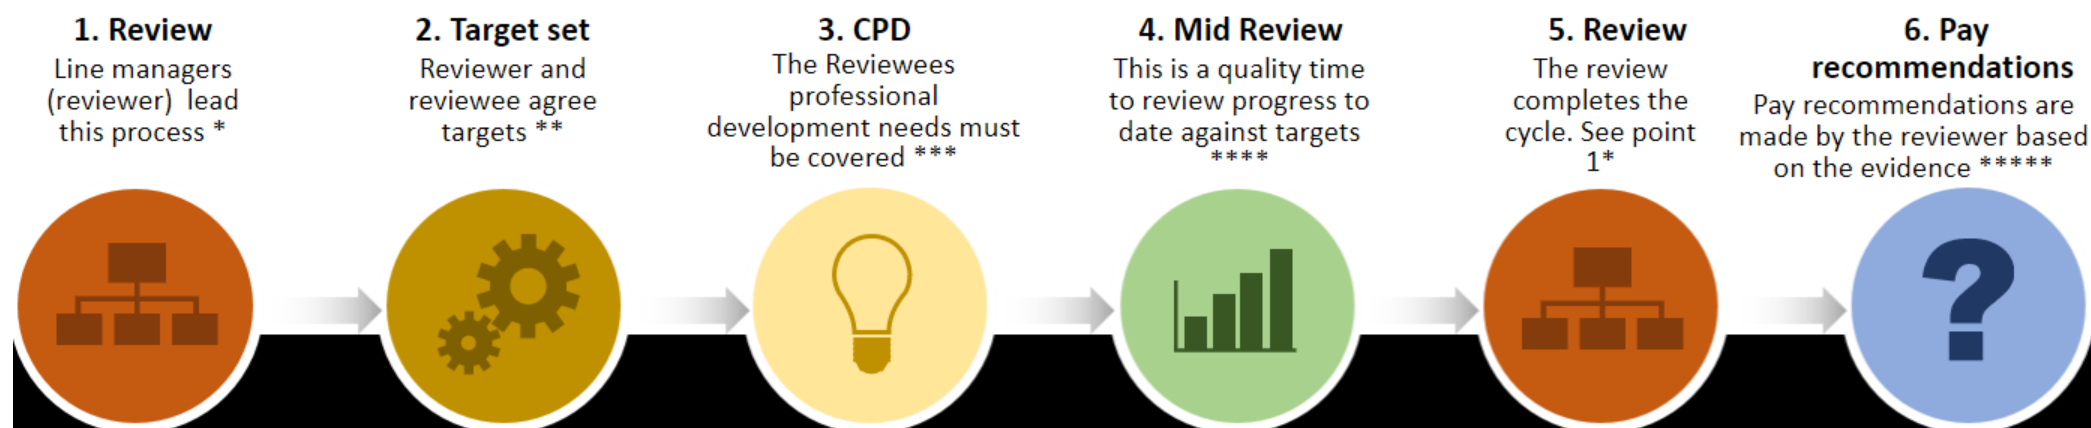 1. Review
Line managers
(reviewer) lead
this process *
2. Target set
Reviewer and
reviewee agree
targets **
3. CPD
The Reviewees
professional
development needs must
be covered ***
4. Mid Review
This is a quality time
to review progress to
date against targets
****
5. Review
The review
completes the
cycle. See point
1*
6. Pay
recommendations
Pay recommendations are
made by the reviewer based
on the evidence *****